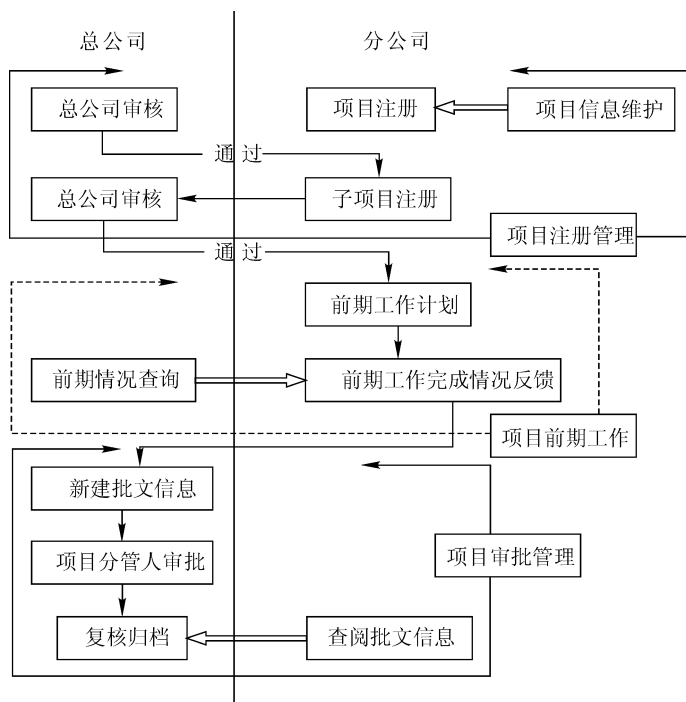 总公司
分公司
总公司审核
项目注册
项目信息维护
通过
总公司审核
子项目注册
项目注册管理
通过
前期工作计划
前期情况查询
前期工作完成情况反馈
项目前期工作
新建批文信息
项目分管人审批
项目审批管理
复核归档
查阅批文信息